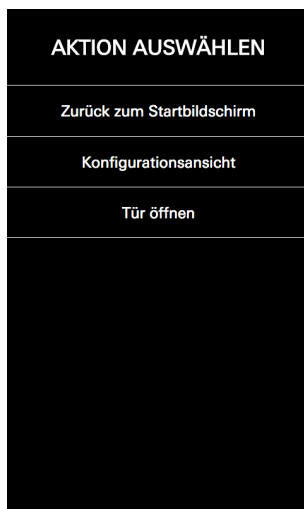 AKTION AUSWÄHLEN
Zurück zum Startbildschirm
Konfigurationsansicht
Tür öffnen